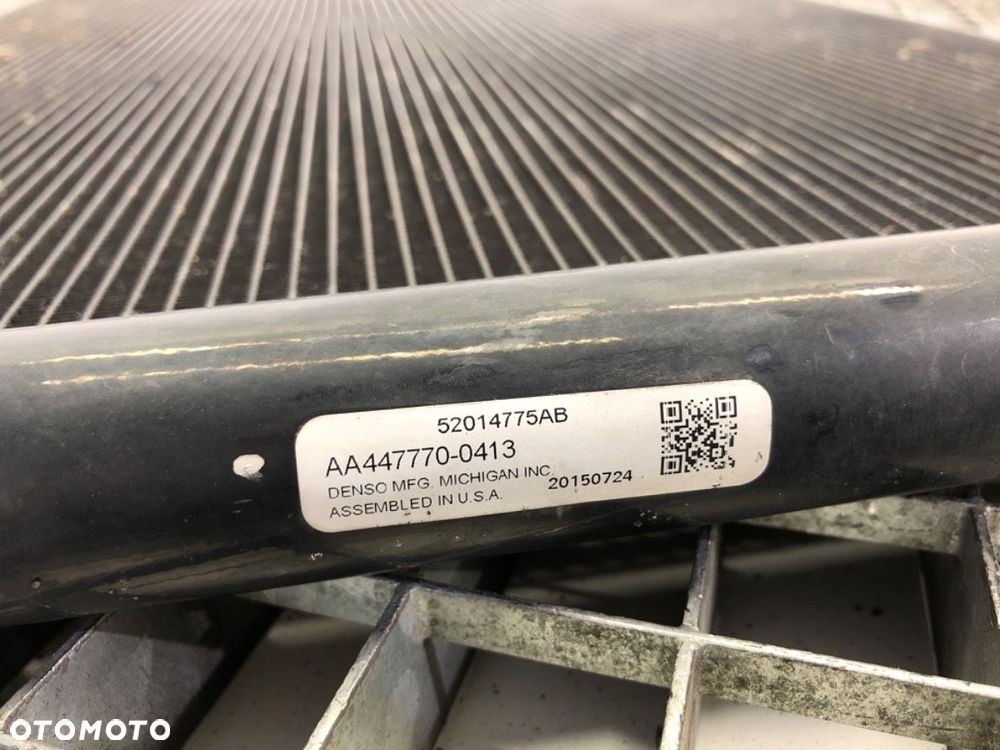 52014775AB
AA447770-0413
DENSO MFG. MICHIGAN INC.
20150724
ASSEMBLED IN U.S.A.
OTOMOTO